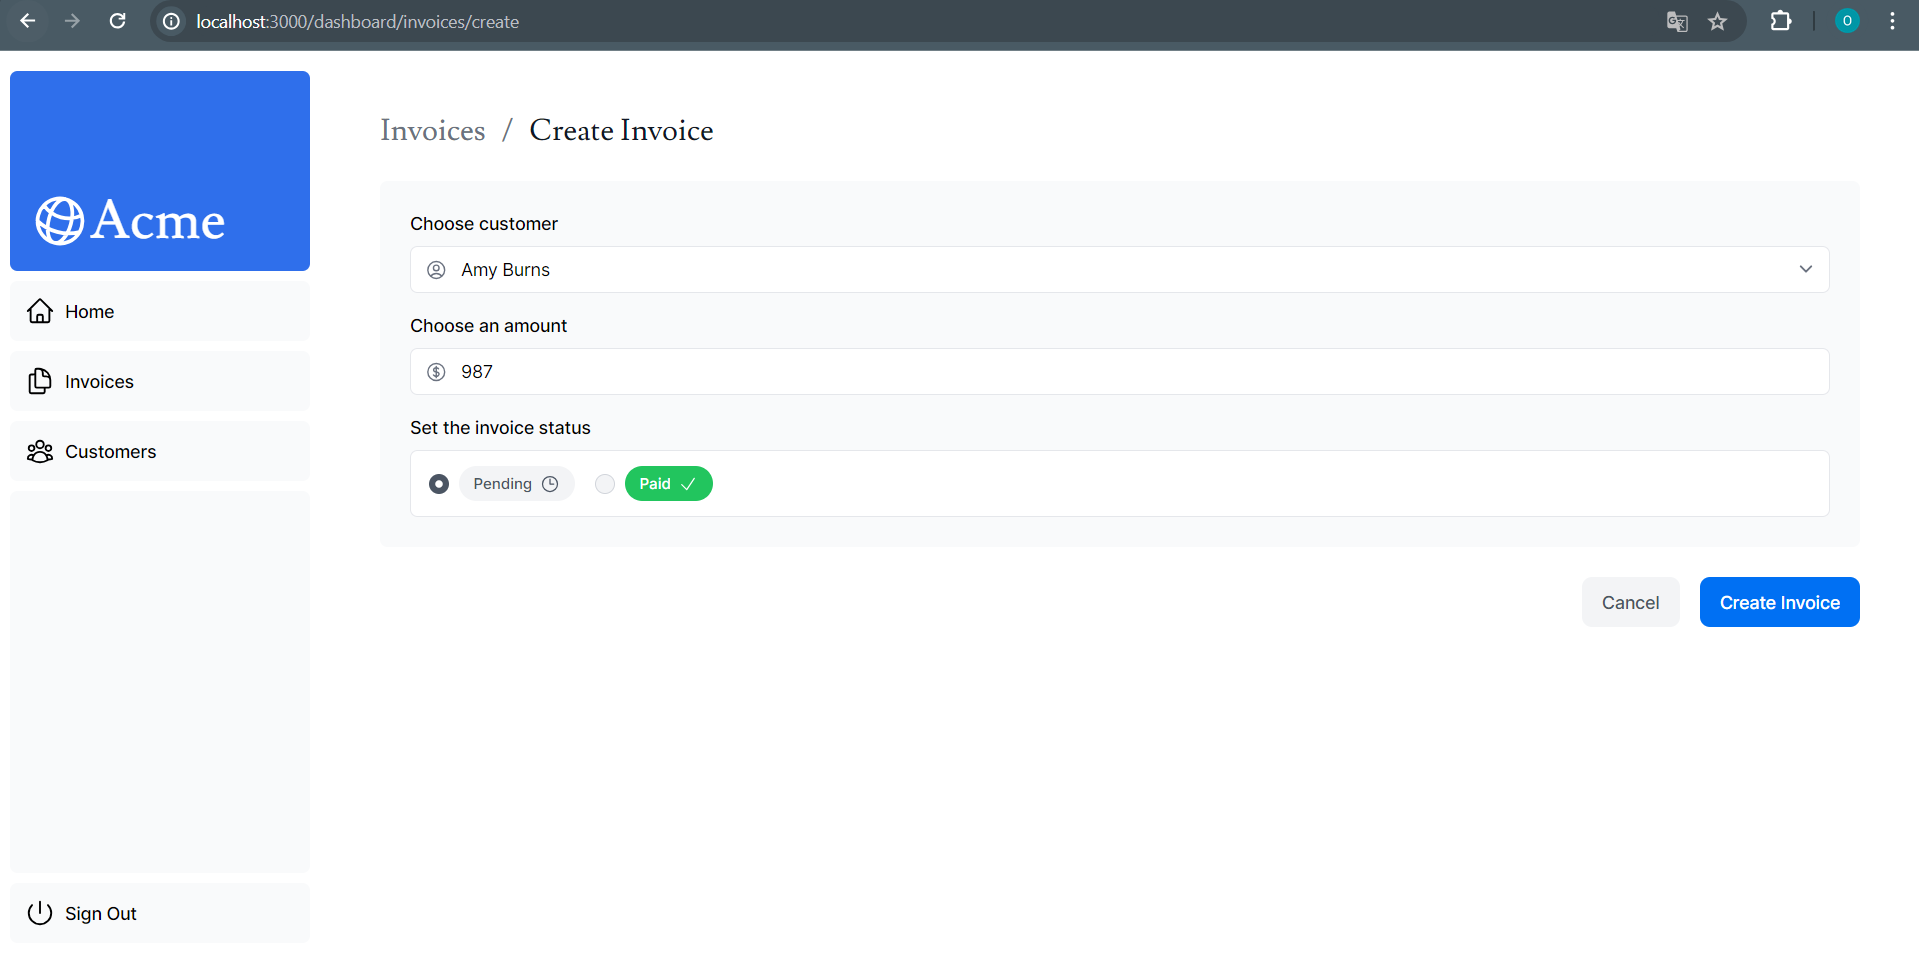 localhost:3000/dashboard/invoices/create
O
Acme
Home
Invoices
Customers
Sign Out
Invoices / Create Invoice
Choose customer
Amy Burns
Choose an amount
987
Set the invoice status
Pending Paid
Cancel Create Invoice